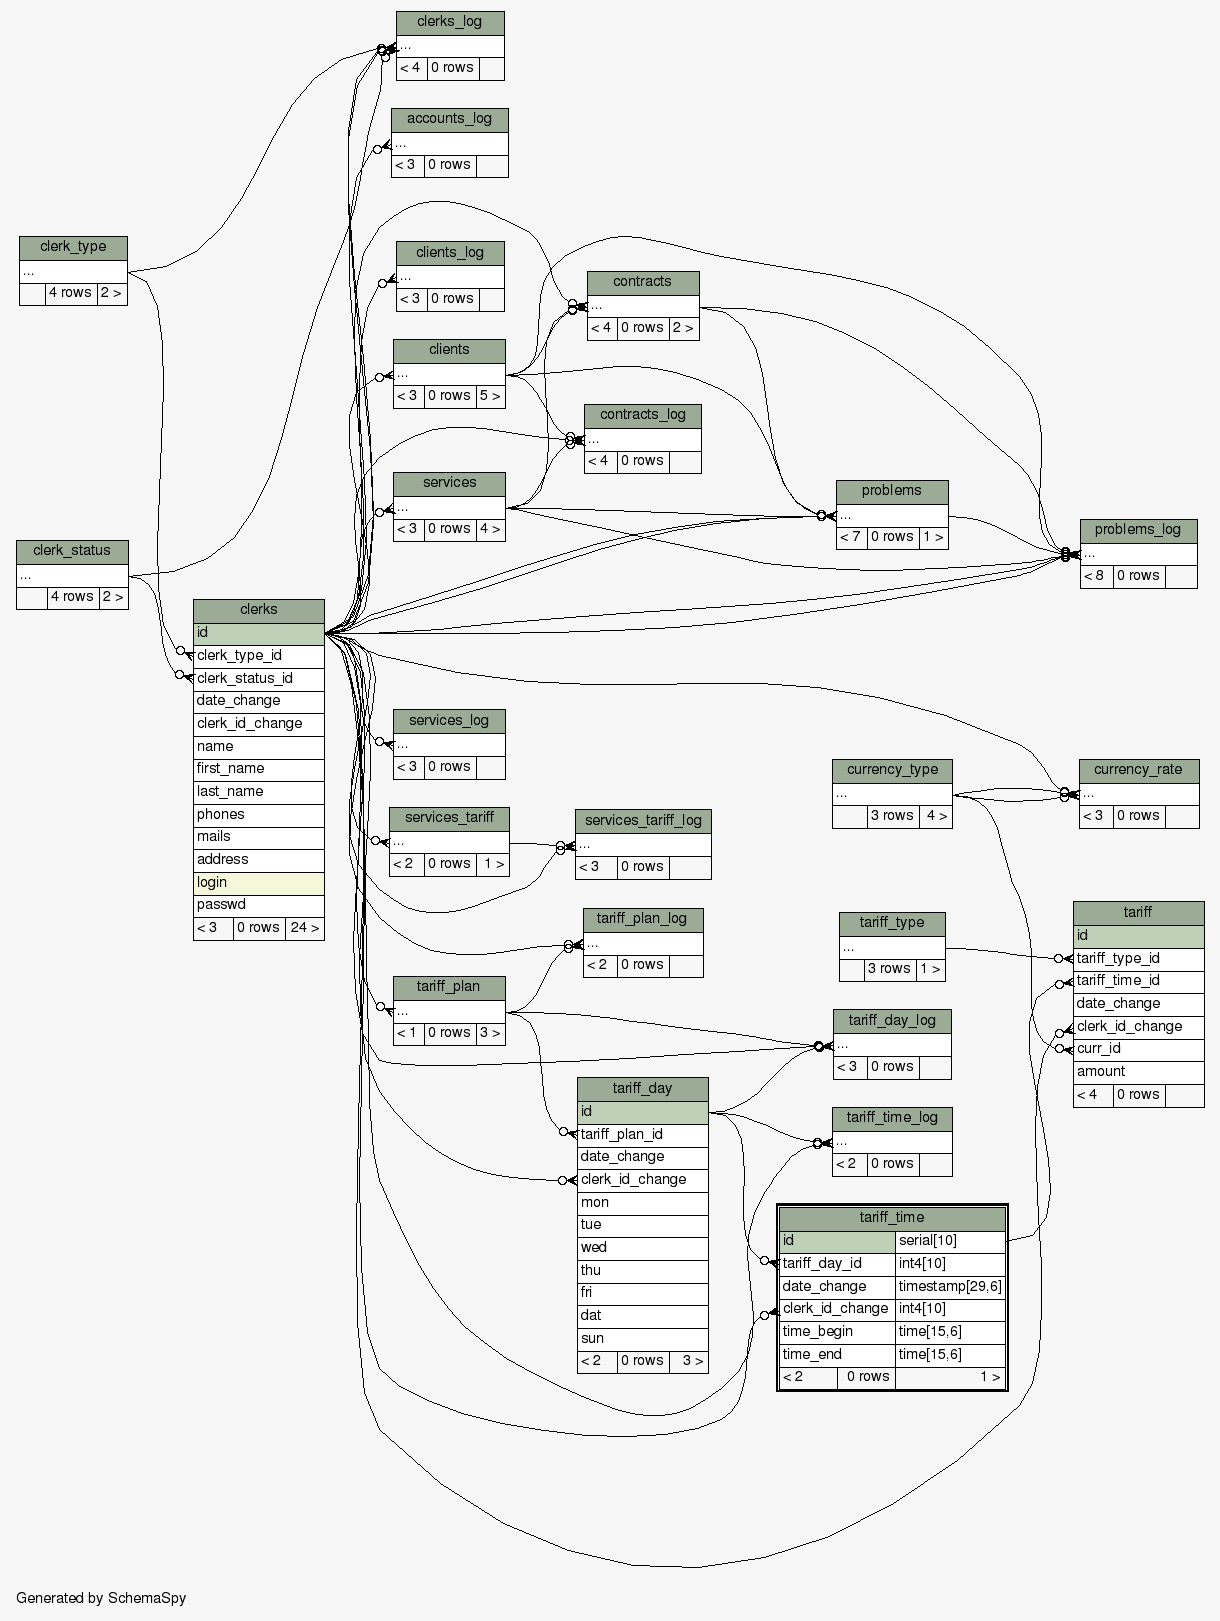 clerks_log
...
< 4 0 rows
accounts_log
...
< 3 0 rows
clerk_type
...
4 rows 2 >
clients_log
...
< 3 0 rows
contracts
...
< 4 0 rows 2 >
clients
...
< 3 0 rows 5 >
contracts_log
...
< 4 0 rows
services
...
< 3 0 rows 4 >
problems
...
< 7 0 rows 1 >
problems_log
...
< 8 0 rows
clerk_status
...
4 rows 2 >
clerks
id
clerk_type_id
clerk_status_id
date_change
clerk_id_change
name
first_name
last_name
phones
mails
address
login
passwd
< 3 0 rows 24 >
services_log
...
< 3 0 rows
currency_type
...
3 rows 4 >
currency_rate
...
< 3 0 rows
services_tariff
...
< 2 0 rows 1 >
services_tariff_log
...
< 3 0 rows
tariff_plan_log
...
< 2 0 rows
tariff_type
...
3 rows 1 >
tariff
id
tariff_type_id
tariff_time_id
date_change
clerk_id_change
curr_id
amount
< 4 0 rows
tariff_plan
...
< 1 0 rows 3 >
tariff_day_log
...
< 3 0 rows
tariff_day
id
tariff_plan_id
date_change
clerk_id_change
mon
tue
wed
thu
fri
dat
sun
< 2 0 rows 3 >
tariff_time_log
...
< 2 0 rows
tariff_time
id serial[10]
tariff_day_id int4[10]
date_change timestamp[29,6]
clerk_id_change int4[10]
time_begin time[15,6]
time_end time[15,6]
< 2 0 rows 1 >
Generated by SchemaSpy